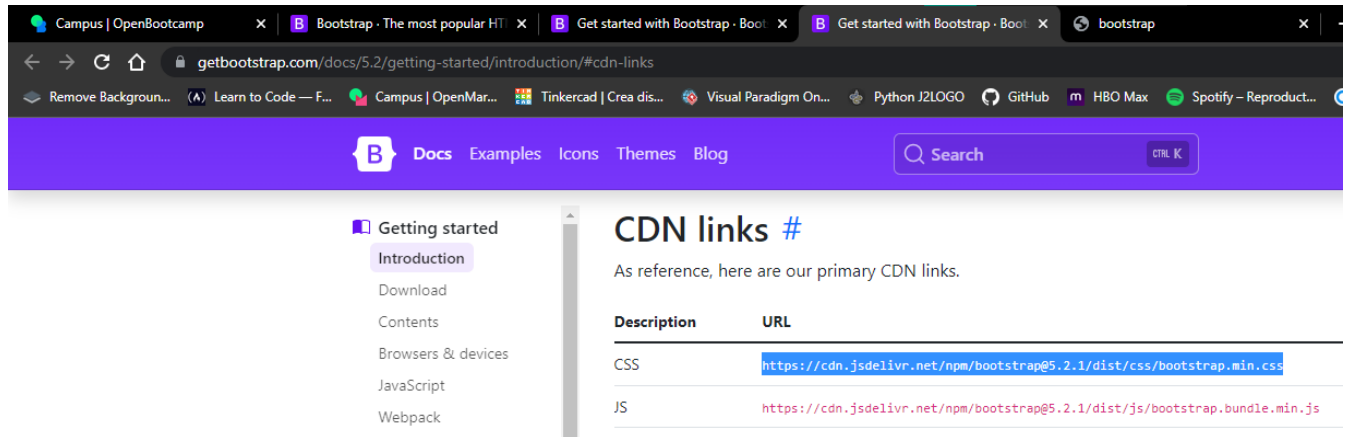 Campus | OpenBootcamp
Bootstrap · The most popular HT
Get started with Bootstrap · Boot
Get started with Bootstrap · Boot
bootstrap
getbootstrap.com/docs/5.2/getting-started/introduction/#cdn-links
Remove Backgroun... Learn to Code — F... Campus | OpenMar... Tinkercad | Crea dis... Visual Paradigm On... Python J2LOGO GitHub HBO Max Spotify – Reproduct...
B Docs Examples Icons Themes Blog Search CTRL K
Getting started
Introduction
Download
Contents
Browsers & devices
JavaScript
Webpack
CDN links #
As reference, here are our primary CDN links.
Description URL
CSS https://cdn.jsdelivr.net/npm/bootstrap@5.2.1/dist/css/bootstrap.min.css
JS https://cdn.jsdelivr.net/npm/bootstrap@5.2.1/dist/js/bootstrap.bundle.min.js